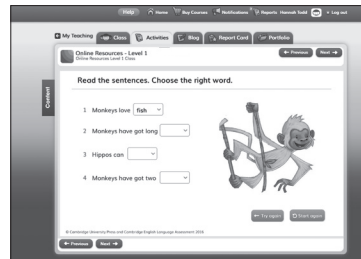 Help Home Buy Courses Notifications Reports Hannah Todd Log out
My Teaching Class Activities Blog Report Card Portfolio
Online Resources - Level 1
Online Resources Level 1 Class
Previous Next
Content
Read the sentences. Choose the right word.
1 Monkeys love fish
2 Monkeys have got long
3 Hippos can
4 Monkeys have got two
Try again Start again
© Cambridge University Press and Cambridge English Language Assessment 2016
Previous Next